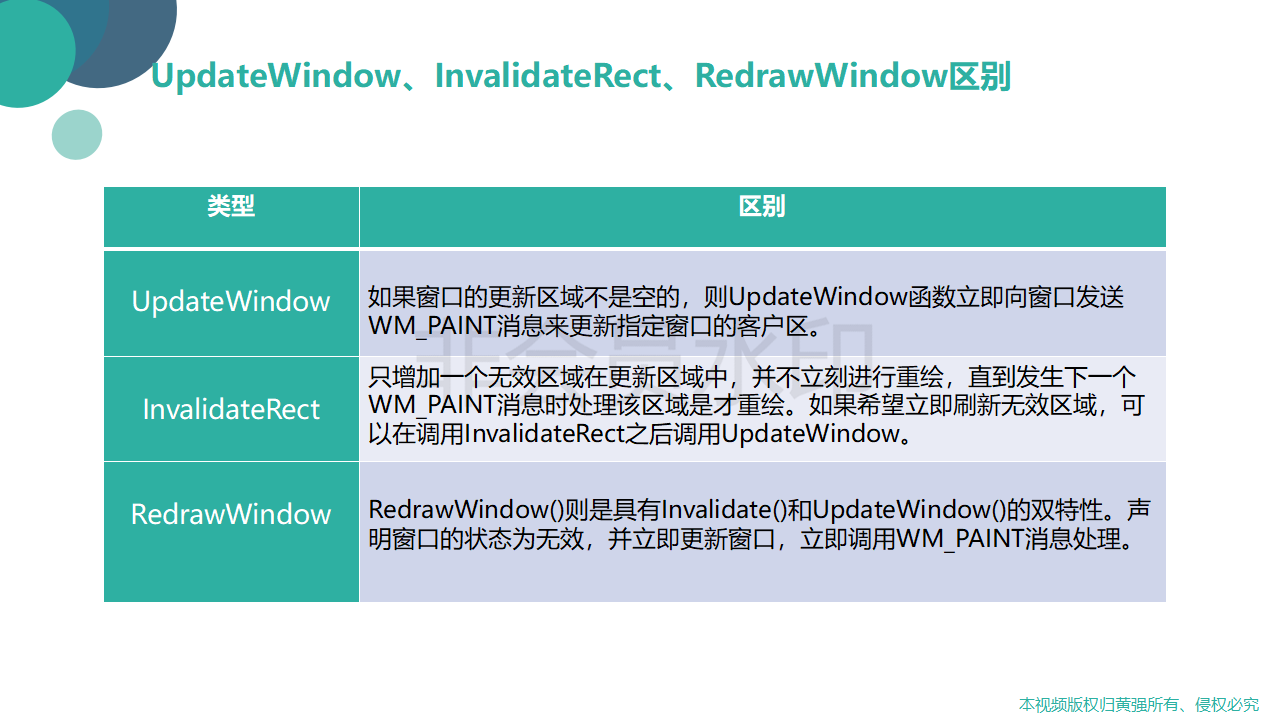 UpdateWindow、InvalidateRect、RedrawWindow区别
类型
区别
UpdateWindow
如果窗口的更新区域不是空的，则UpdateWindow函数立即向窗口发送
WM_PAINT消息来更新指定窗口的客户区。
非会员水印
InvalidateRect
只增加一个无效区域在更新区域中，并不立刻进行重绘，直到发生下一个
WM_PAINT消息时处理该区域是才重绘。如果希望立即刷新无效区域，可
以在调用InvalidateRect之后调用UpdateWindow。
RedrawWindow
RedrawWindow()则是具有Invalidate()和UpdateWindow()的双特性。声
明窗口的状态为无效，并立即更新窗口，立即调用WM_PAINT消息处理。
本视频版权归黄强所有、侵权必究